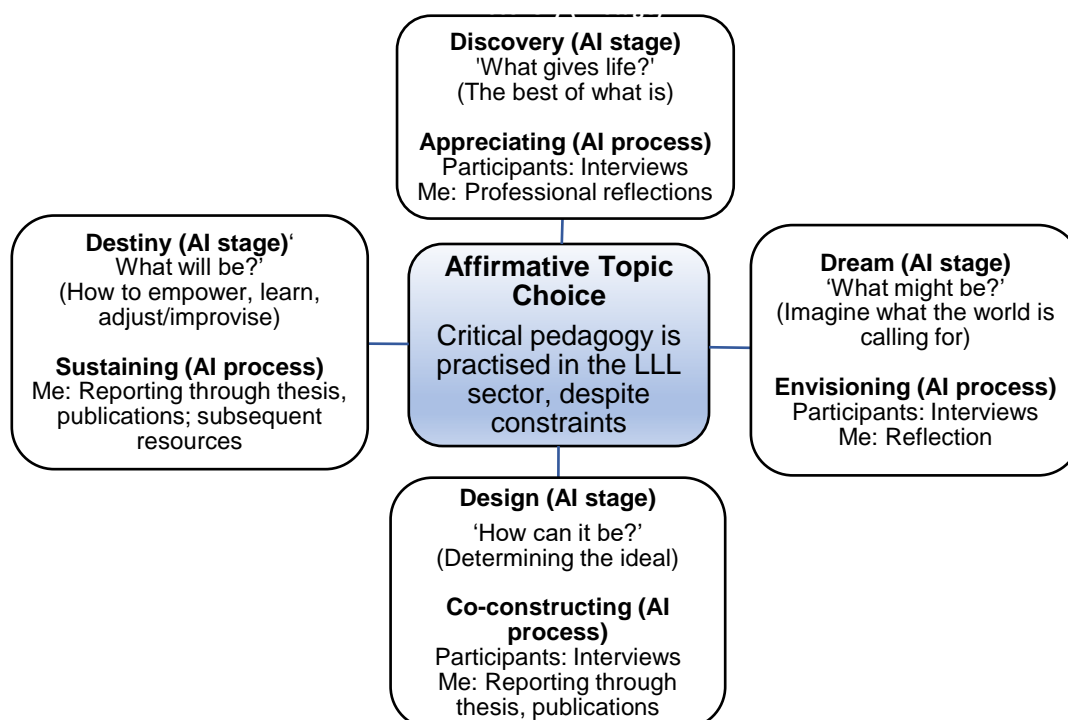 Discovery (AI stage)
'What gives life?'
(The best of what is)
Appreciating (AI process)
Participants: Interviews
Me: Professional reflections
Destiny (AI stage)‘
What will be?’
(How to empower, learn,
adjust/improvise)
Sustaining (AI process)
Me: Reporting through thesis,
publications; subsequent
resources
Affirmative Topic
Choice
Critical pedagogy is
practised in the LLL
sector, despite
constraints
Dream (AI stage)
‘What might be?’
(Imagine what the world is
calling for)
Envisioning (AI process)
Participants: Interviews
Me: Reflection
Design (AI stage)
‘How can it be?’
(Determining the ideal)
Co-constructing (AI
process)
Participants: Interviews
Me: Reporting through
thesis, publications